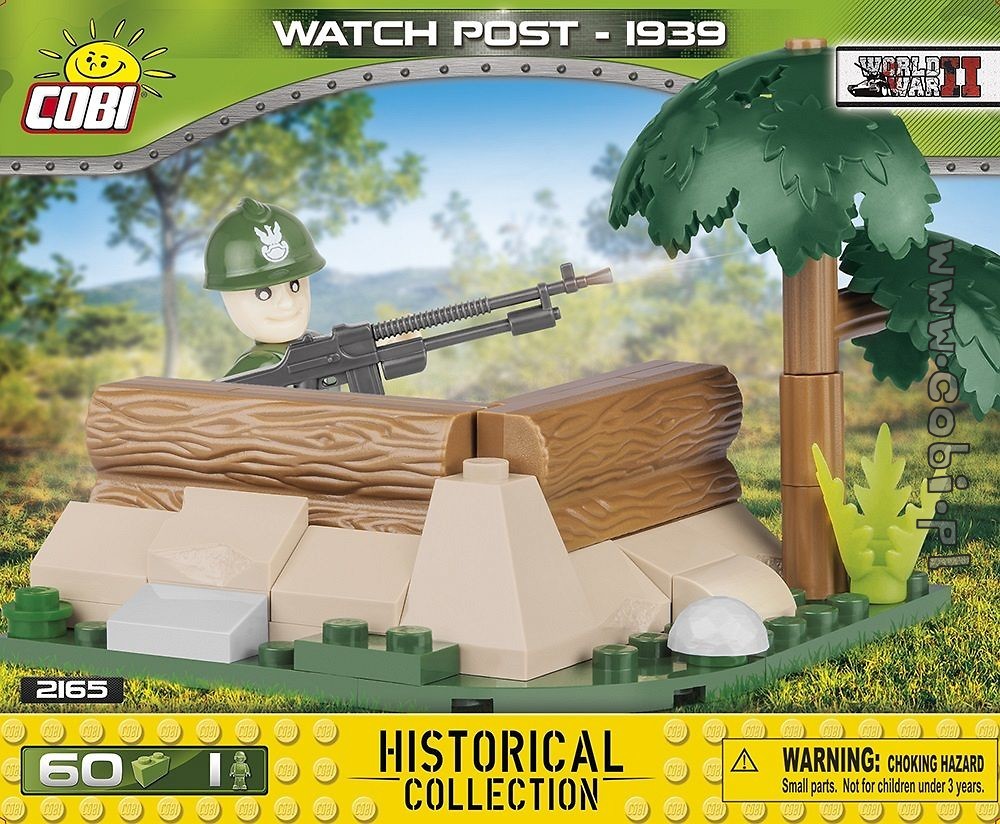 WATCH POST - 1939
COBI
WORLD WAR II
www.cobi.pl
2165
60
1
HISTORICAL
COLLECTION
WARNING: CHOKING HAZARD
Small parts. Not for children under 3 years.